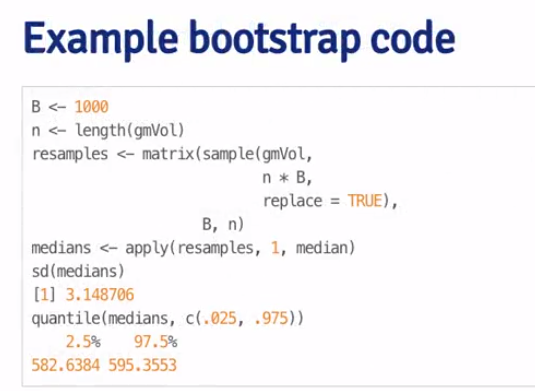 Example bootstrap code
B <- 1000
n <- length(gmVol)
resamples <- matrix(sample(gmVol,
n * B,
replace = TRUE),
B, n)
medians <- apply(resamples, 1, median)
sd(medians)
[1] 3.148706
quantile(medians, c(.025, .975))
2.5% 97.5%
582.6384 595.3553